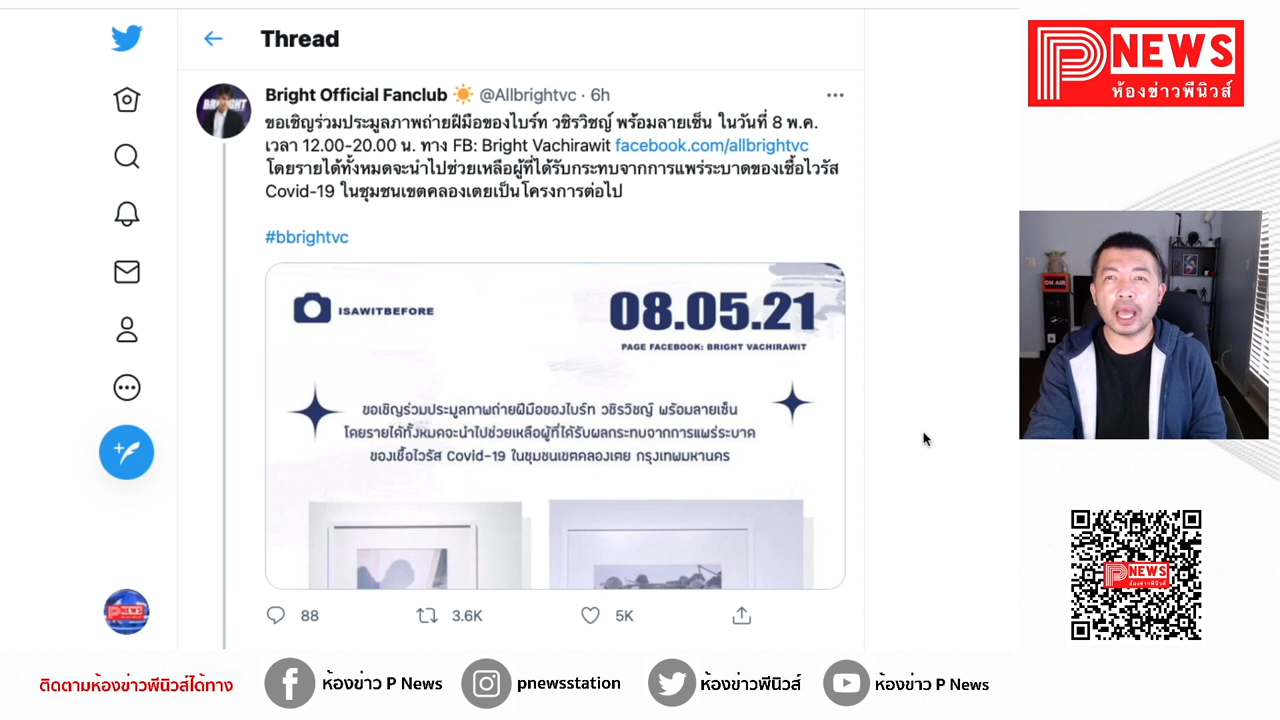 Thread
Bright Official Fanclub @Allbrightvc · 6h
ขอเชิญร่วมประมูลภาพถ่ายฝีมือของไบร์ท วชิรวิชญ์ พร้อมลายเซ็น ในวันที่ 8 พ.ค.
เวลา 12.00-20.00 น. ทาง FB: Bright Vachirawit facebook.com/allbrightvc
โดยรายได้ทั้งหมดจะนำไปช่วยเหลือผู้ที่ได้รับกระทบจากการแพร่ระบาดของเชื้อไวรัส
Covid-19 ในชุมชนเขตคลองเตยเป็นโครงการต่อไป
#bbrightvc
ISAWITBEFORE
08.05.21
PAGE FACEBOOK: BRIGHT VACHIRAWIT
ขอเชิญร่วมประมูลภาพถ่ายฝีมือของไบร์ท วชิรวิชญ์ พร้อมลายเซ็น
โดยรายได้ทั้งหมดจะนำไปช่วยเหลือผู้ที่ได้รับผลกระทบจากการแพร่ระบาด
ของเชื้อไวรัส Covid-19 ในชุมชนเขตคลองเตย กรุงเทพมหานคร
88
3.6K
5K
P NEWS
ห้องข่าวพีนิวส์
ON AIR
P NEWS
ห้องข่าวพีนิวส์
ติดตามห้องข่าวพีนิวส์ได้ทาง
ห้องข่าว P News
pnewsstation
ห้องข่าวพีนิวส์
ห้องข่าว P News